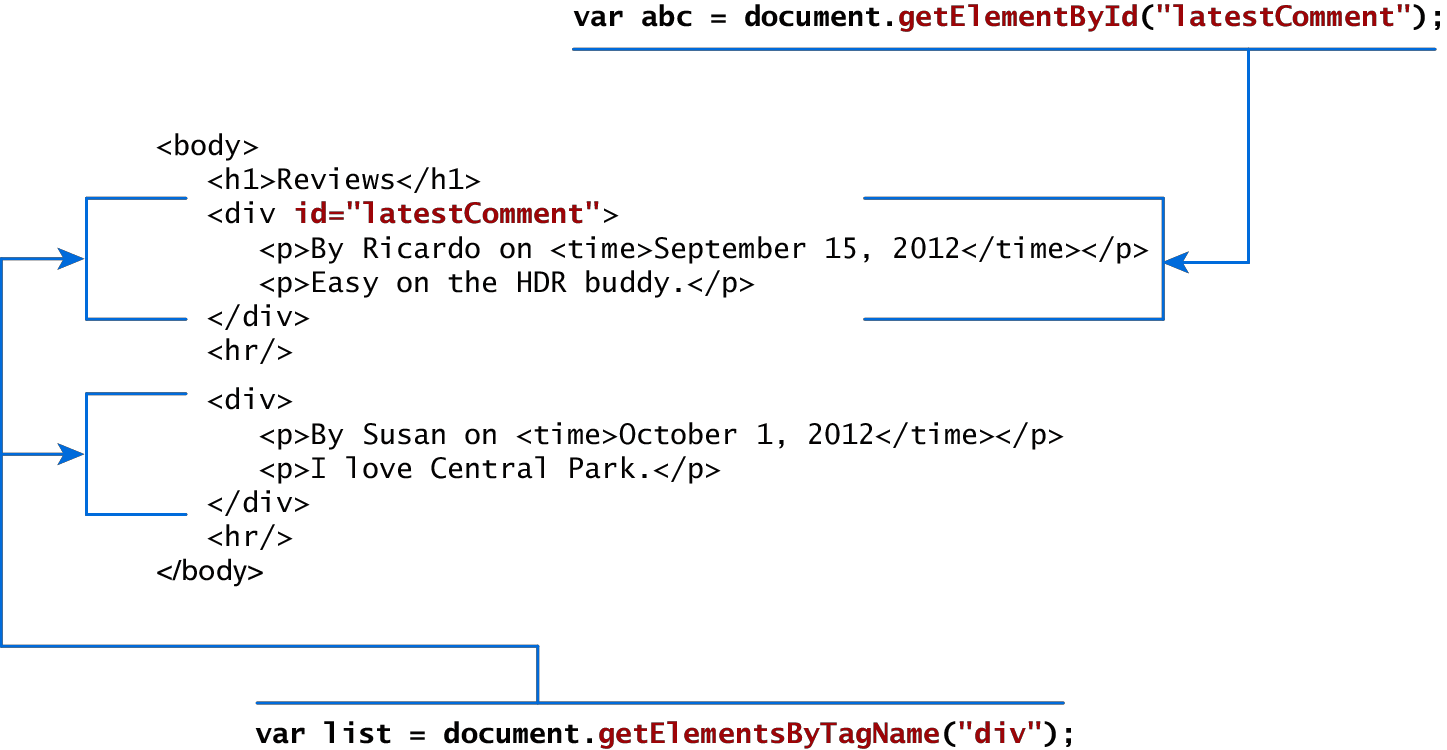 var abc = document.getElementById("latestComment");
<body>
<h1>Reviews</h1>
<div id="latestComment">
<p>By Ricardo on <time>September 15, 2012</time></p>
<p>Easy on the HDR buddy.</p>
</div>
<hr/>
<div>
<p>By Susan on <time>October 1, 2012</time></p>
<p>I love Central Park.</p>
</div>
<hr/>
</body>
var list = document.getElementsByTagName("div");